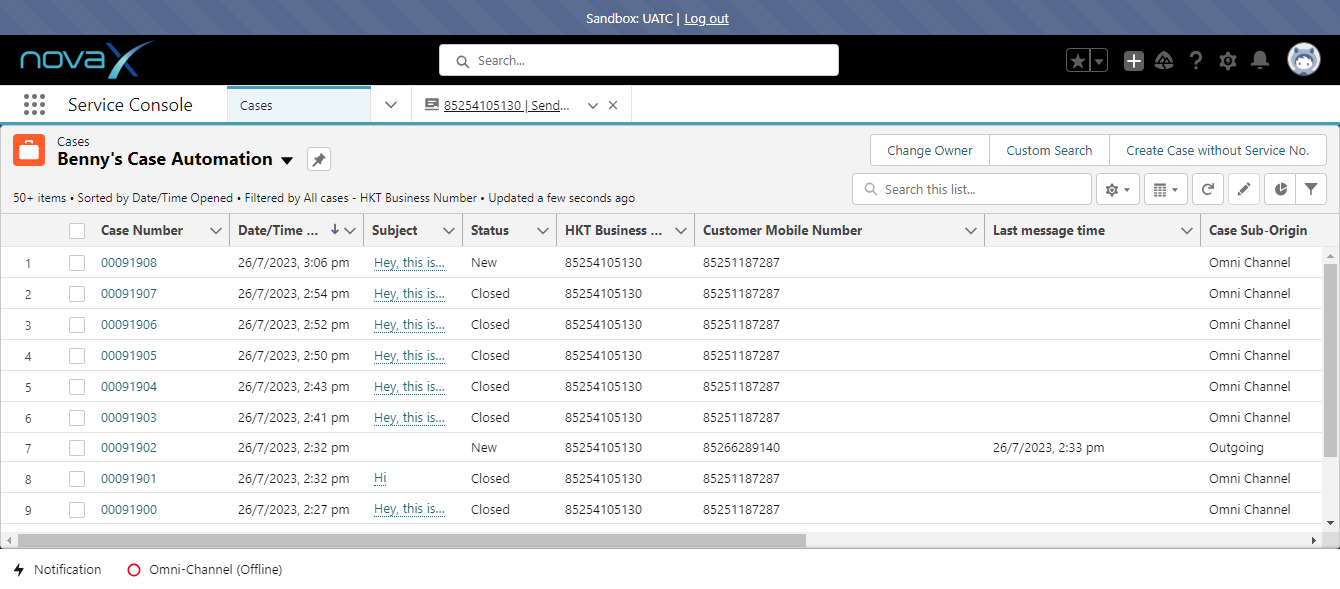 Sandbox: UATC | Log out
novaX
Search...
Service Console
Cases
85254105130 | Send...
Cases
Benny's Case Automation
Change Owner
Custom Search
Create Case without Service No.
50+ items • Sorted by Date/Time Opened • Filtered by All cases - HKT Business Number • Updated a few seconds ago
Search this list...
Case Number Date/Time ... Subject Status HKT Business ... Customer Mobile Number Last message time Case Sub-Origin
1 00091908 26/7/2023, 3:06 pm Hey, this is... New 85254105130 85251187287 Omni Channel
2 00091907 26/7/2023, 2:54 pm Hey, this is... Closed 85254105130 85251187287 Omni Channel
3 00091906 26/7/2023, 2:52 pm Hey, this is... Closed 85254105130 85251187287 Omni Channel
4 00091905 26/7/2023, 2:50 pm Hey, this is... Closed 85254105130 85251187287 Omni Channel
5 00091904 26/7/2023, 2:43 pm Hey, this is... Closed 85254105130 85251187287 Omni Channel
6 00091903 26/7/2023, 2:41 pm Hey, this is... Closed 85254105130 85251187287 Omni Channel
7 00091902 26/7/2023, 2:32 pm New 85254105130 85266289140 26/7/2023, 2:33 pm Outgoing
8 00091901 26/7/2023, 2:32 pm Hi Closed 85254105130 85251187287 Omni Channel
9 00091900 26/7/2023, 2:27 pm Hey, this is... Closed 85254105130 85251187287 Omni Channel
Notification
Omni-Channel (Offline)